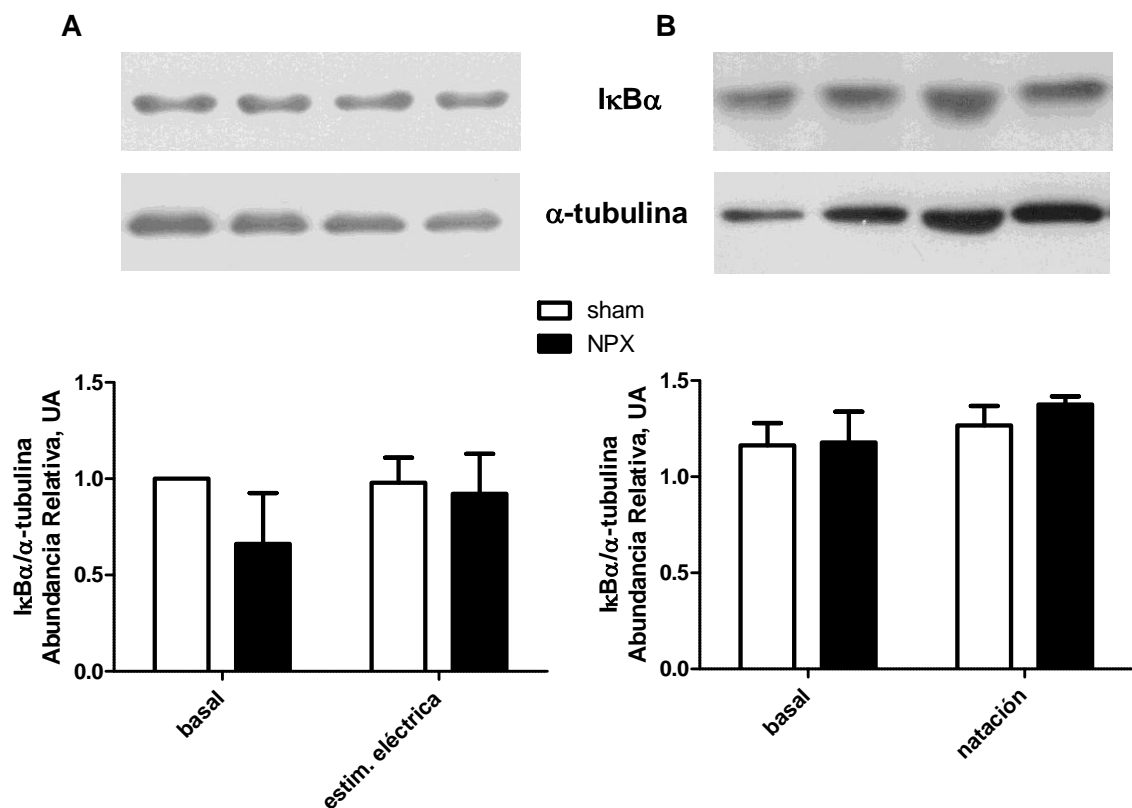 A
B
IκBα
α-tubulina
sham
NPX
IκBα/α-tubulina
Abundancia Relativa, UA
1.5
1.0
0.5
0.0
basal
estim. eléctrica
IκBα/α-tubulina
Abundancia Relativa, UA
1.5
1.0
0.5
0.0
basal
natación